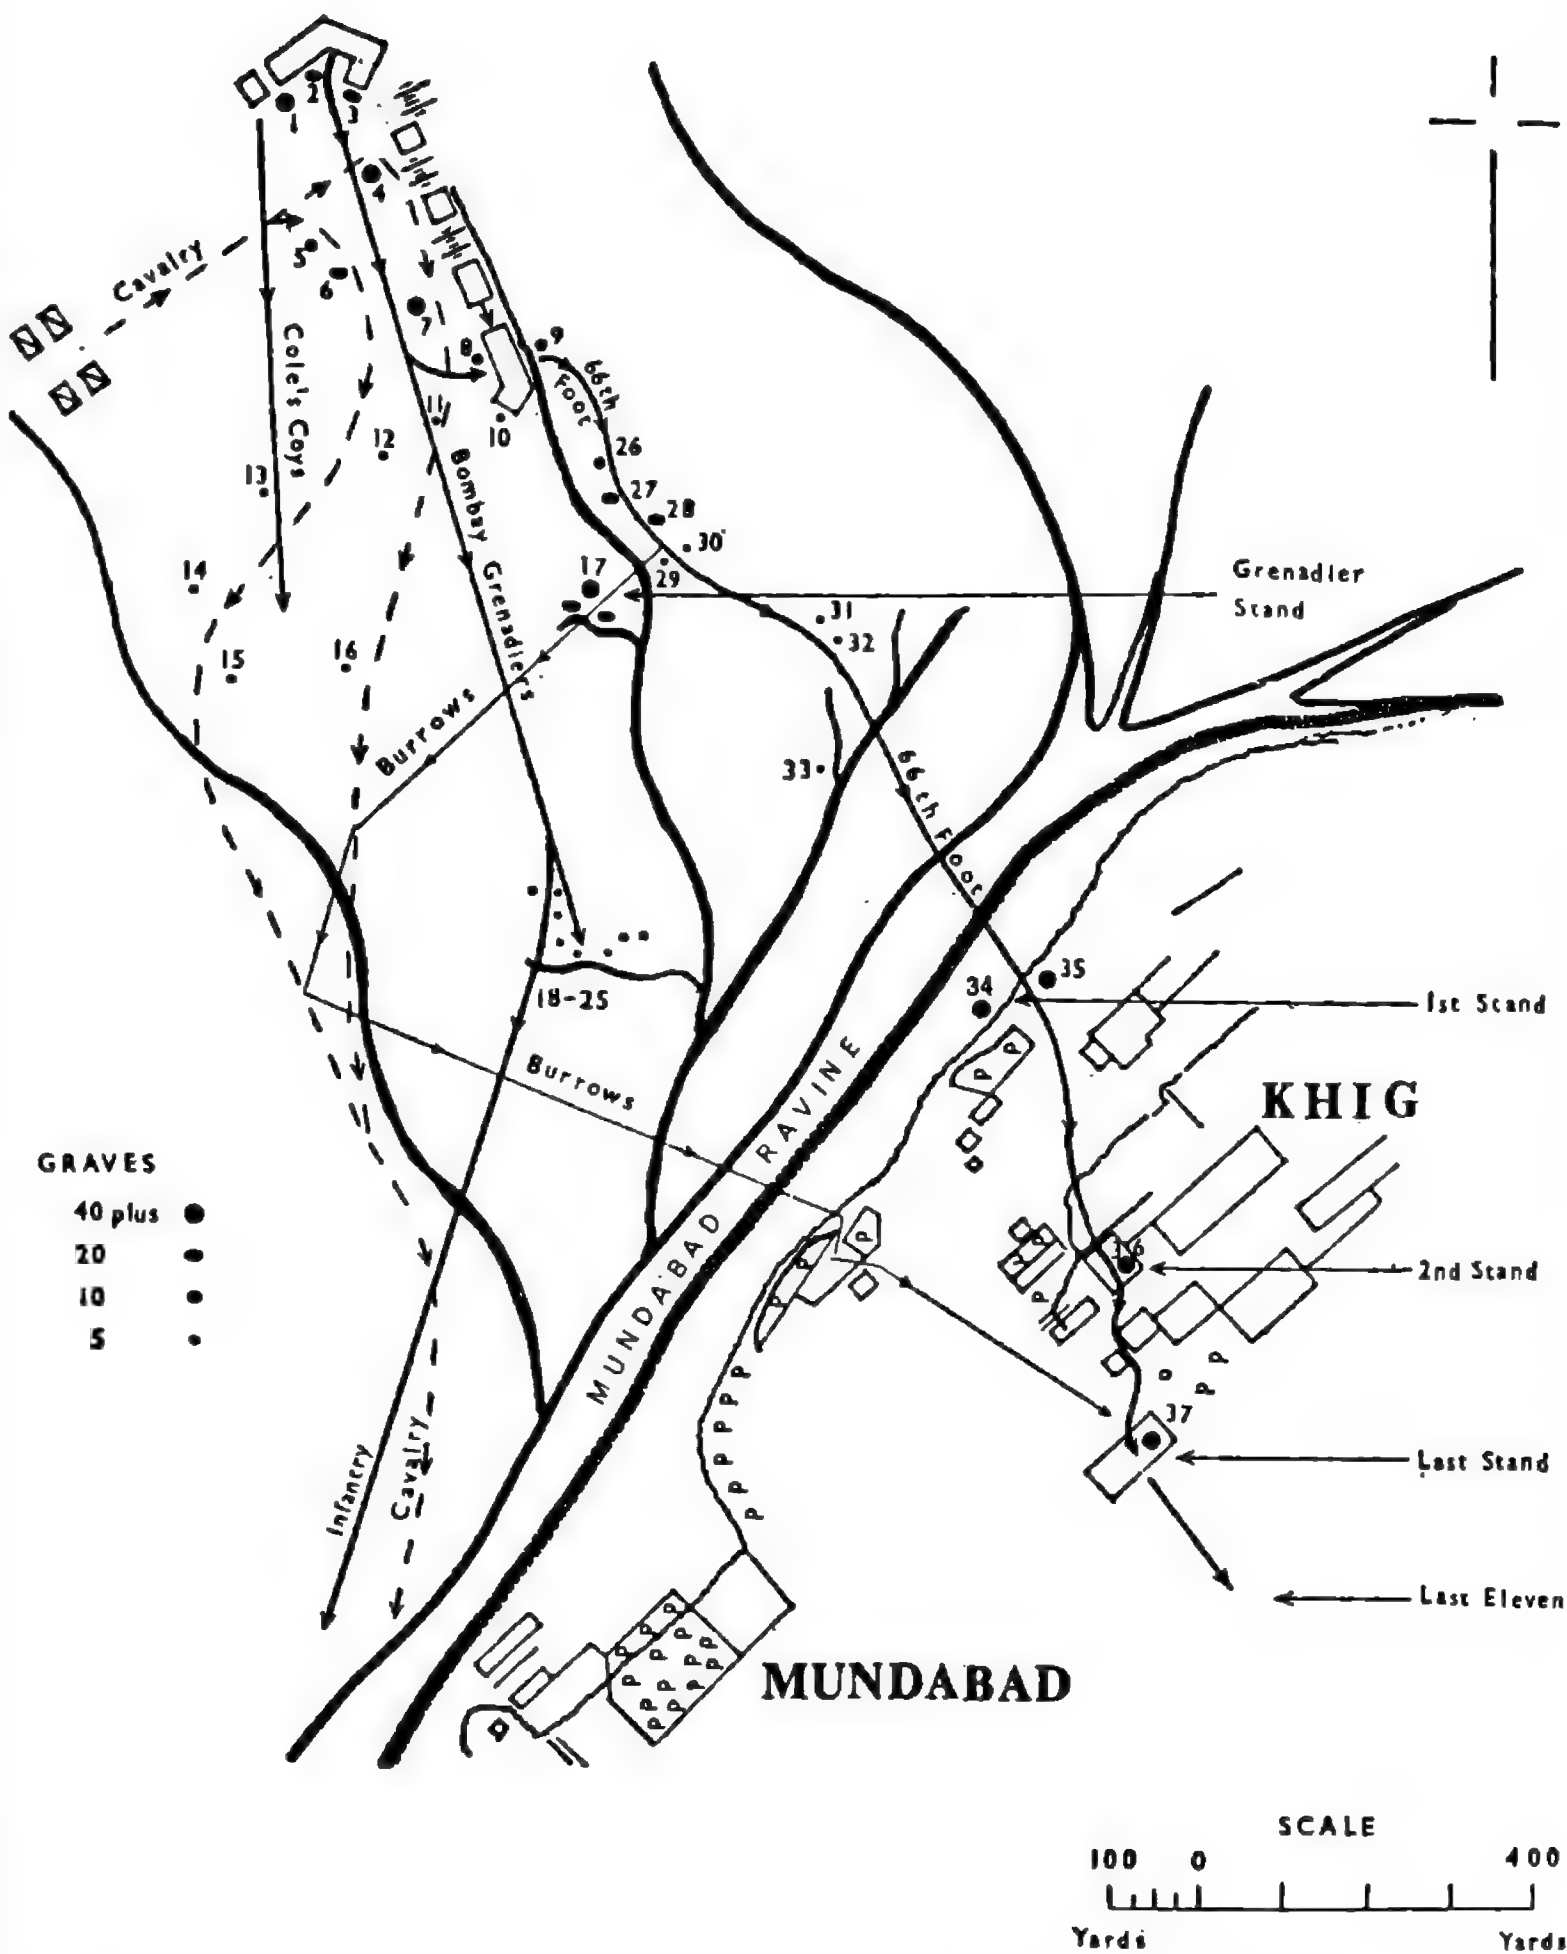 1
2
3
4
Cavalry
5
6
7
Cole's Coys
8
9
66th
Foot
10
11
12
13
26
27
28
30
29
Bombay Grenadiers
14
17
Grenadier
Stand
31
32
15
16
Burrows
33
66th Foot
34
35
1st Stand
18-25
Burrows
RAVINE
KHIG
GRAVES
40 plus
20
10
5
MUNDABAD
36
2nd Stand
37
Last Stand
Infantry
Cavalry
Last Eleven
P P P P P P P P
MUNDABAD
SCALE
100 0 400
Yards Yards